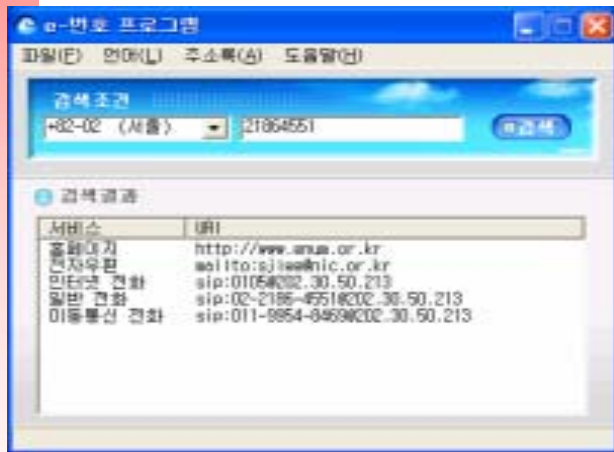 e-번호 프로그램
파일(F) 언어(L) 주소록(A) 도움말(H)
검색조건
+82-02 (서울) 21864551 검색
검색결과
서비스 URI
홈페이지 http://www.enum.or.kr
전자우편 mailto:sjlee@nic.or.kr
인터넷 전화 sip:0105@202.30.50.213
일반 전화 sip:02-2186-4551@202.30.50.213
이동통신 전화 sip:011-9954-8469@202.30.50.213